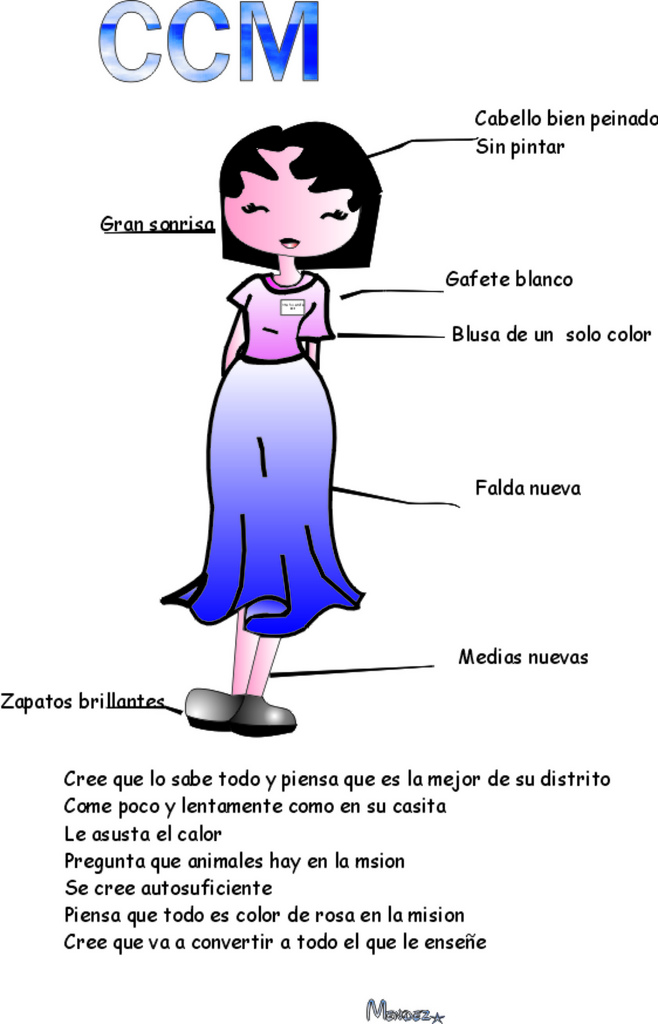 CCM
Cabello bien peinado
Sin pintar
Gran sonrisa
Gafete blanco
Blusa de un solo color
Falda nueva
Medias nuevas
Zapatos brillantes
Cree que lo sabe todo y piensa que es la mejor de su distrito
Come poco y lentamente como en su casita
Le asusta el calor
Pregunta que animales hay en la msion
Se cree autosuficiente
Piensa que todo es color de rosa en la mision
Cree que va a convertir a todo el que le enseñe
Mendez